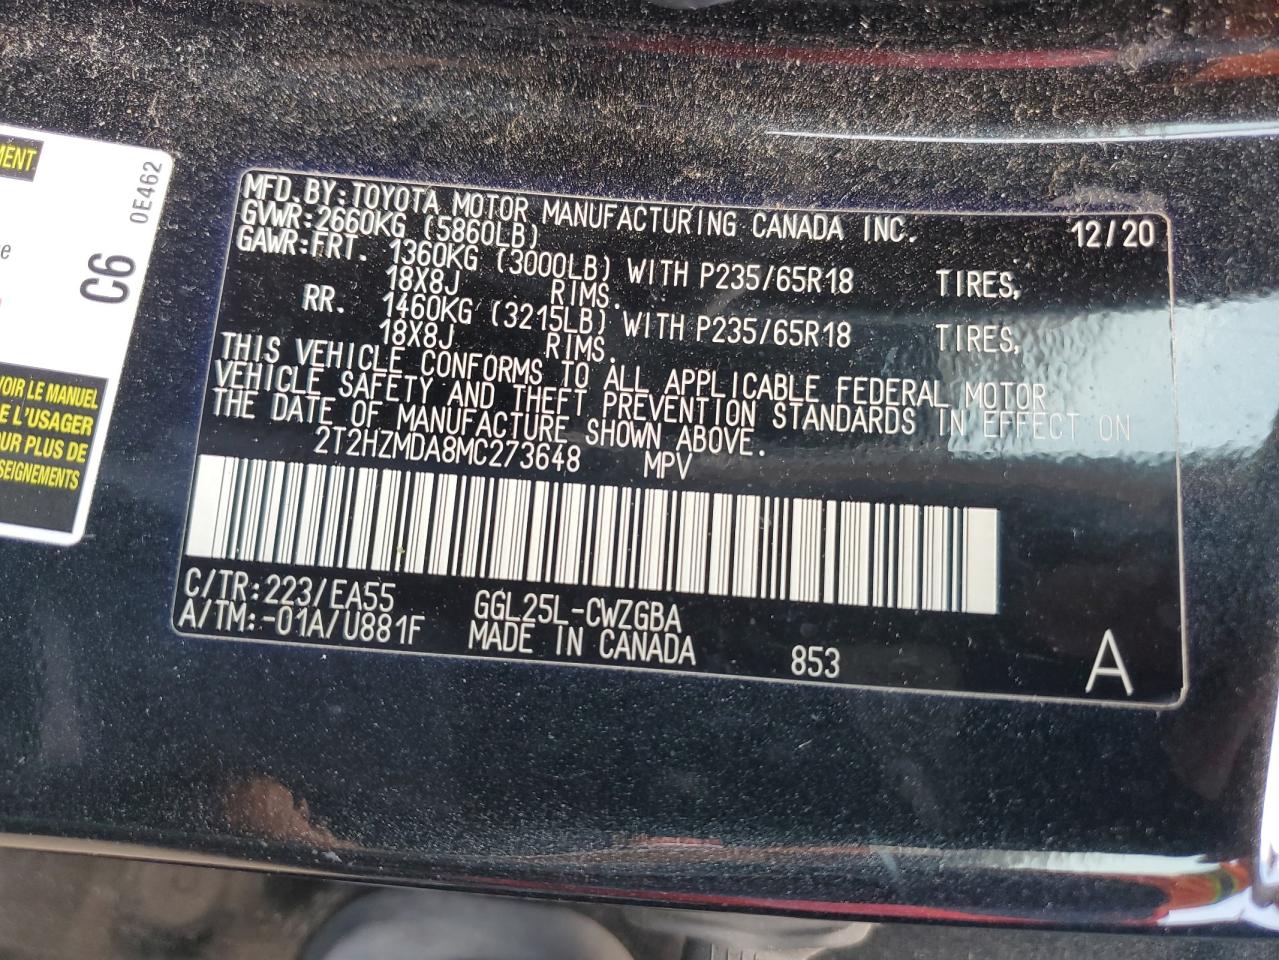 MENT
0E462
C6
VOIR LE MANUEL
DE L'USAGER
POUR PLUS DE
RENSEIGNEMENTS
MFD.BY:TOYOTA MOTOR MANUFACTURING CANADA INC. 12/20
GVWR:2660KG (5860LB)
GAWR:FRT. 1360KG (3000LB) WITH P235/65R18 TIRES,
18X8J RIMS.
RR. 1460KG (3215LB) WITH P235/65R18 TIRES,
18X8J RIMS.
THIS VEHICLE CONFORMS TO ALL APPLICABLE FEDERAL MOTOR
VEHICLE SAFETY AND THEFT PREVENTION STANDARDS IN EFFECT ON
THE DATE OF MANUFACTURE SHOWN ABOVE.
2T2HZMDA8MC273648 MPV
C/TR:223/EA55 GGL25L-CWZGBA
A/TM:-01A/U881F MADE IN CANADA 853 A